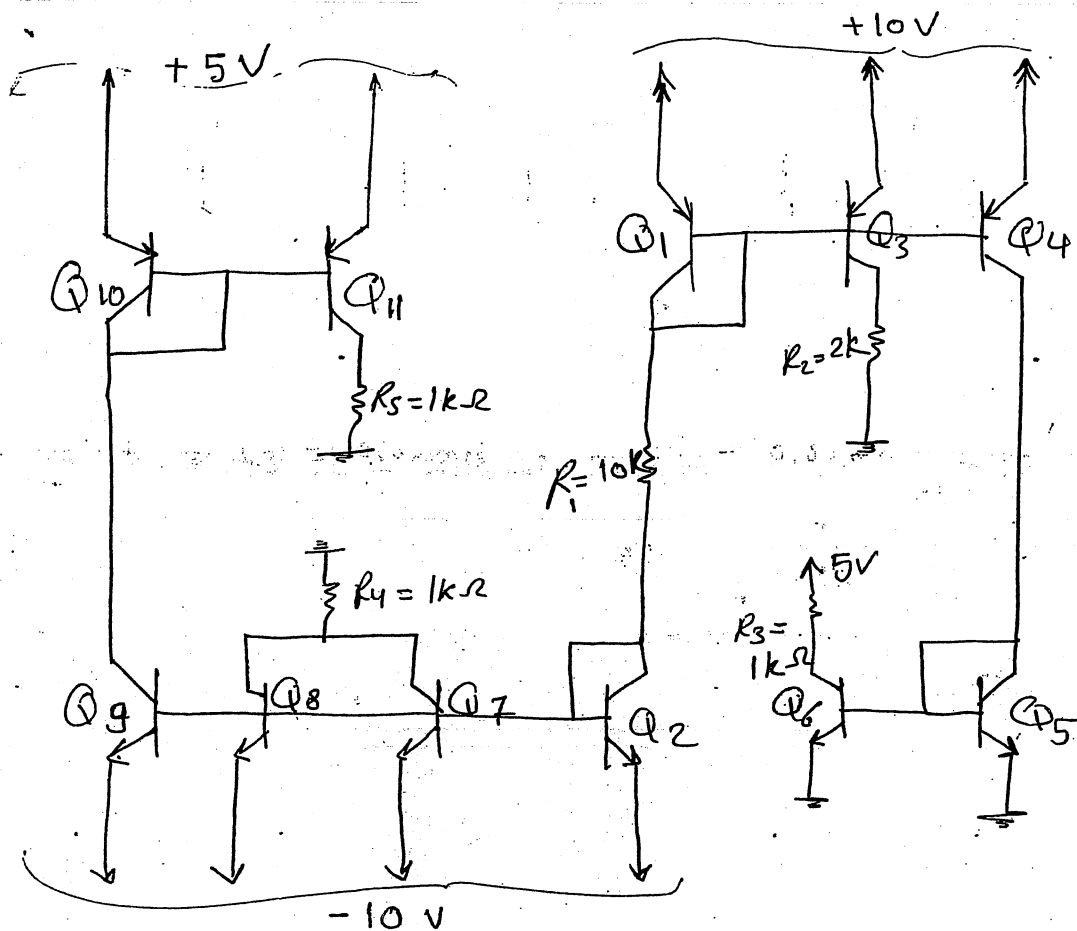 +10V
+5V
Q1
Q3
Q4
Q10
Q11
R2=2k
R5=1kΩ
R1=10k
5V
R4=1kΩ
R3=
1kΩ
Q9
Q8
Q7
Q2
Q6
Q5
-10V